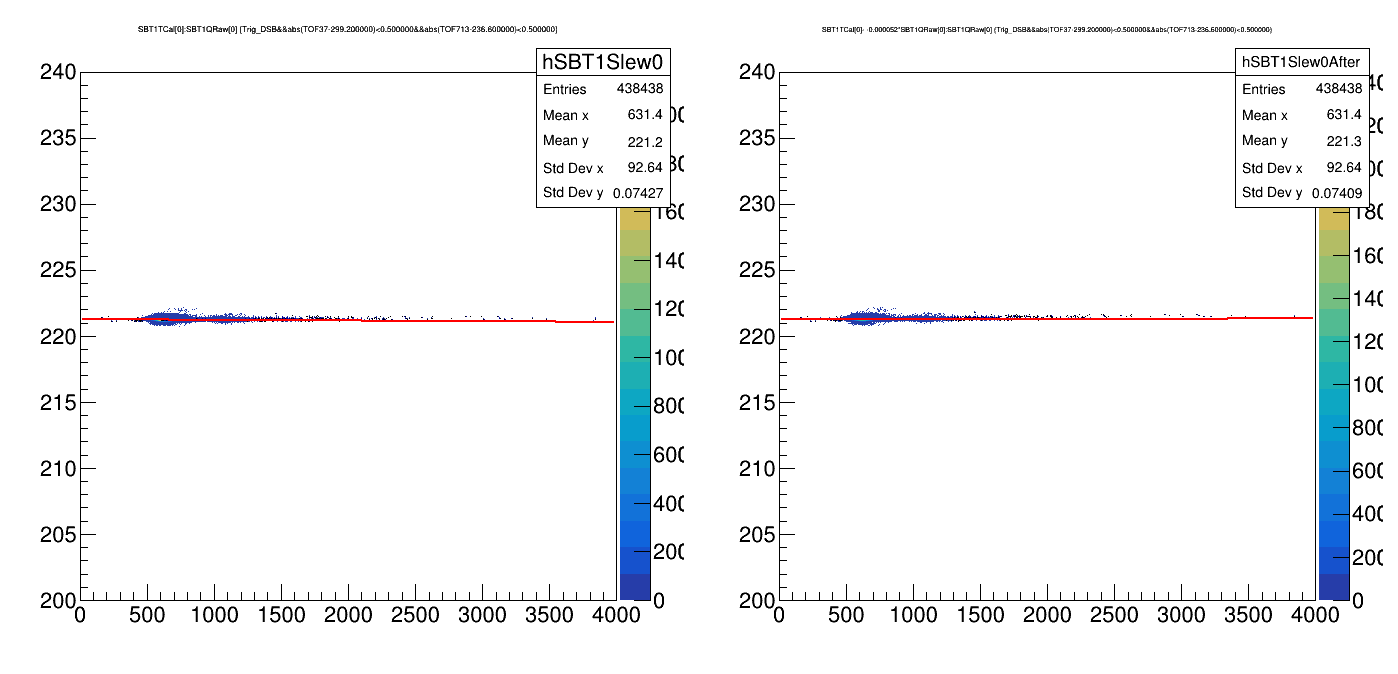 SBT1TCal[0]:SBT1QRaw[0] {Trig_DSB&&abs(TOF37-299.200000)<0.500000&&abs(TOF713-236.600000)<0.500000}
hSBT1Slew0
Entries 438438
Mean x 631.4
Mean y 221.2
Std Dev x 92.64
Std Dev y 0.07427
240
235
230
225
220
215
210
205
200
0 500 1000 1500 2000 2500 3000 3500 4000
0
SBT1TCal[0]- -0.000052*SBT1QRaw[0]:SBT1QRaw[0] {Trig_DSB&&abs(TOF37-299.200000)<0.500000&&abs(TOF713-236.600000)<0.500000}
hSBT1Slew0After
Entries 438438
Mean x 631.4
Mean y 221.3
Std Dev x 92.64
Std Dev y 0.07409
240
235
230
225
220
215
210
205
200
0 500 1000 1500 2000 2500 3000 3500 4000
0